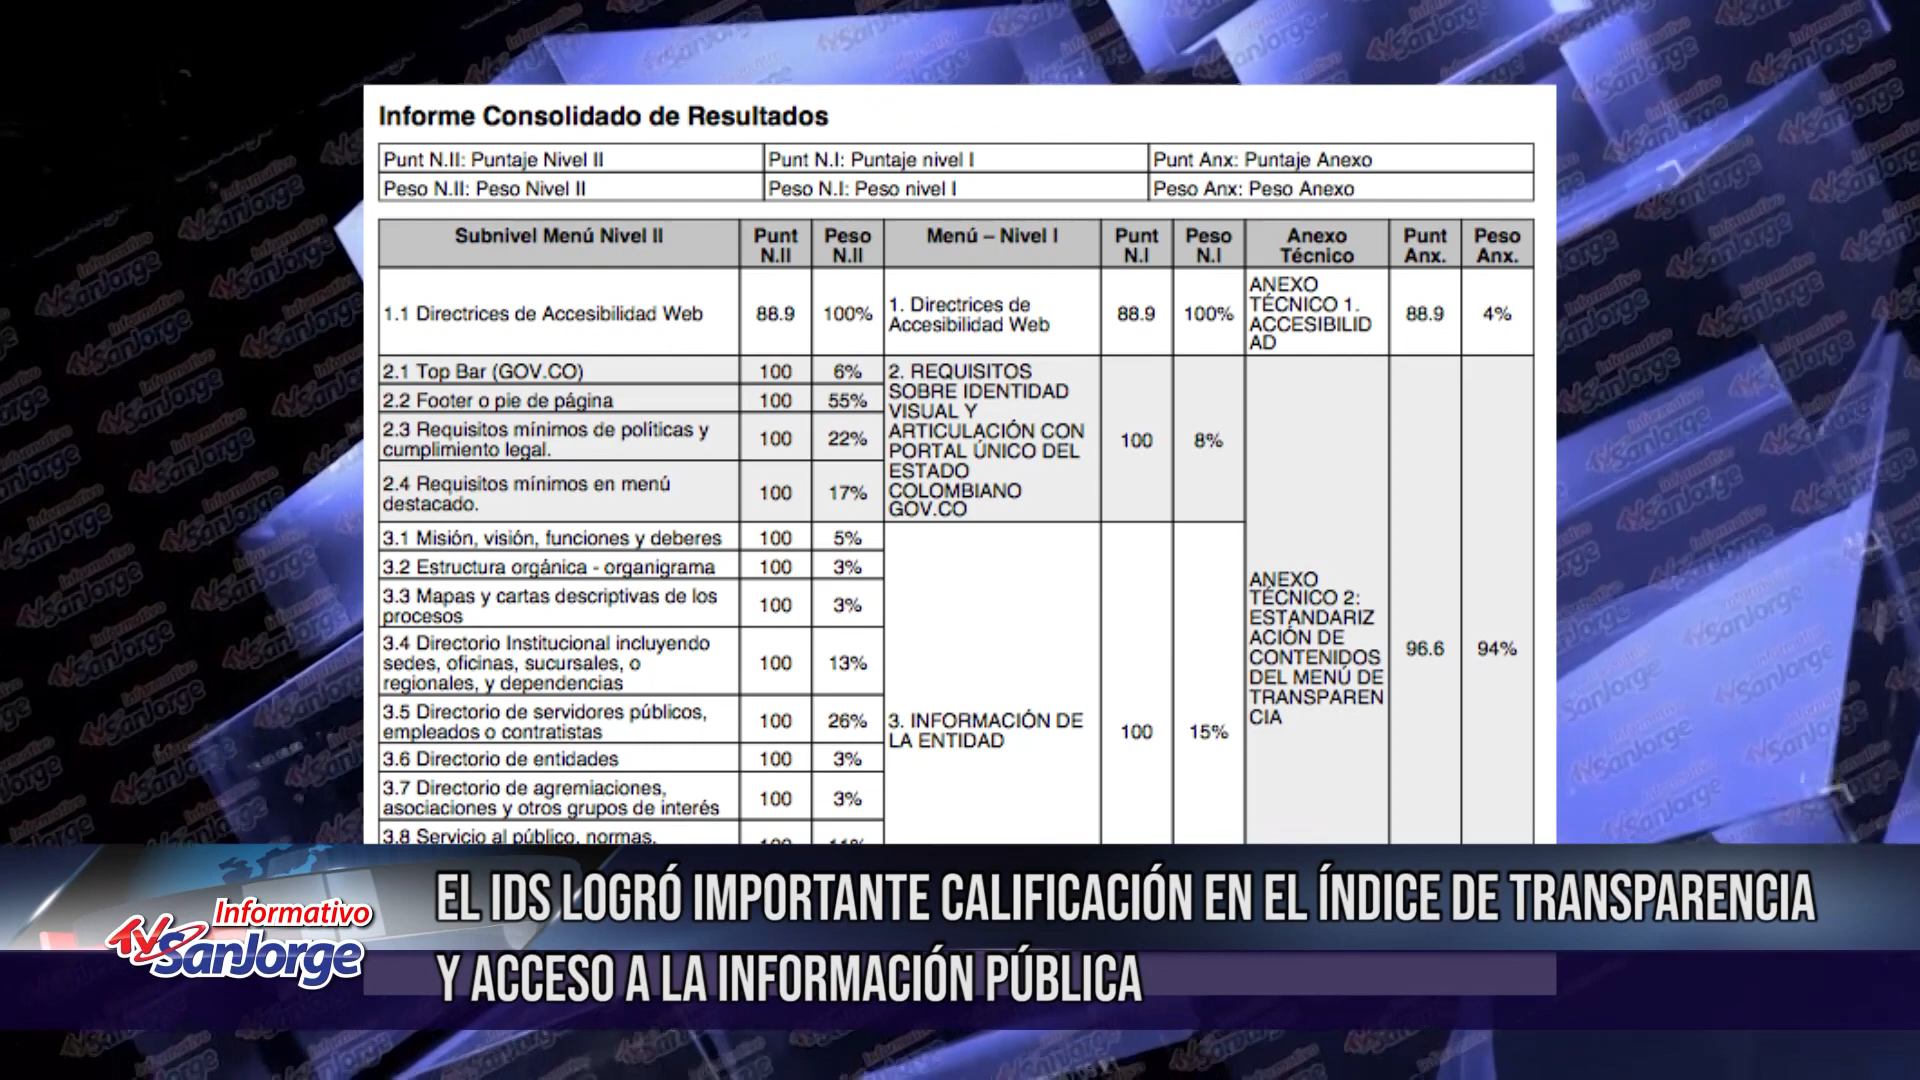 Informe Consolidado de Resultados
Punt N.II: Puntaje Nivel II
Punt N.I: Puntaje nivel I
Punt Anx: Puntaje Anexo
Peso N.II: Peso Nivel II
Peso N.I: Peso nivel I
Peso Anx: Peso Anexo
Subnivel Menú Nivel II
Punt
N.II
Peso
N.II
Menú – Nivel I
Punt
N.I
Peso
N.I
Anexo
Técnico
Punt
Anx.
Peso
Anx.
1.1 Directrices de Accesibilidad Web
88.9
100%
1. Directrices de
Accesibilidad Web
88.9
100%
ANEXO
TÉCNICO 1.
ACCESIBILID
AD
88.9
4%
2.1 Top Bar (GOV.CO)
100
6%
2.2 Footer o pie de página
100
55%
2.3 Requisitos mínimos de políticas y
cumplimiento legal.
100
22%
2.4 Requisitos mínimos en menú
destacado.
100
17%
2. REQUISITOS
SOBRE IDENTIDAD
VISUAL Y
ARTICULACIÓN CON
PORTAL ÚNICO DEL
ESTADO
COLOMBIANO
GOV.CO
100
8%
3.1 Misión, visión, funciones y deberes
100
5%
3.2 Estructura orgánica - organigrama
100
3%
3.3 Mapas y cartas descriptivas de los
procesos
100
3%
3.4 Directorio Institucional incluyendo
sedes, oficinas, sucursales, o
regionales, y dependencias
100
13%
3.5 Directorio de servidores públicos,
empleados o contratistas
100
26%
3.6 Directorio de entidades
100
3%
3.7 Directorio de agremiaciones,
asociaciones y otros grupos de interés
100
3%
3.8 Servicio al público, normas,
3. INFORMACIÓN DE
LA ENTIDAD
100
15%
ANEXO
TÉCNICO 2:
ESTANDARIZ
ACIÓN DE
CONTENIDOS
DEL MENÚ DE
TRANSPAREN
CIA
96.6
94%
EL IDS LOGRÓ IMPORTANTE CALIFICACIÓN EN EL ÍNDICE DE TRANSPARENCIA
Y ACCESO A LA INFORMACIÓN PÚBLICA
Informativo
TV SanJorge